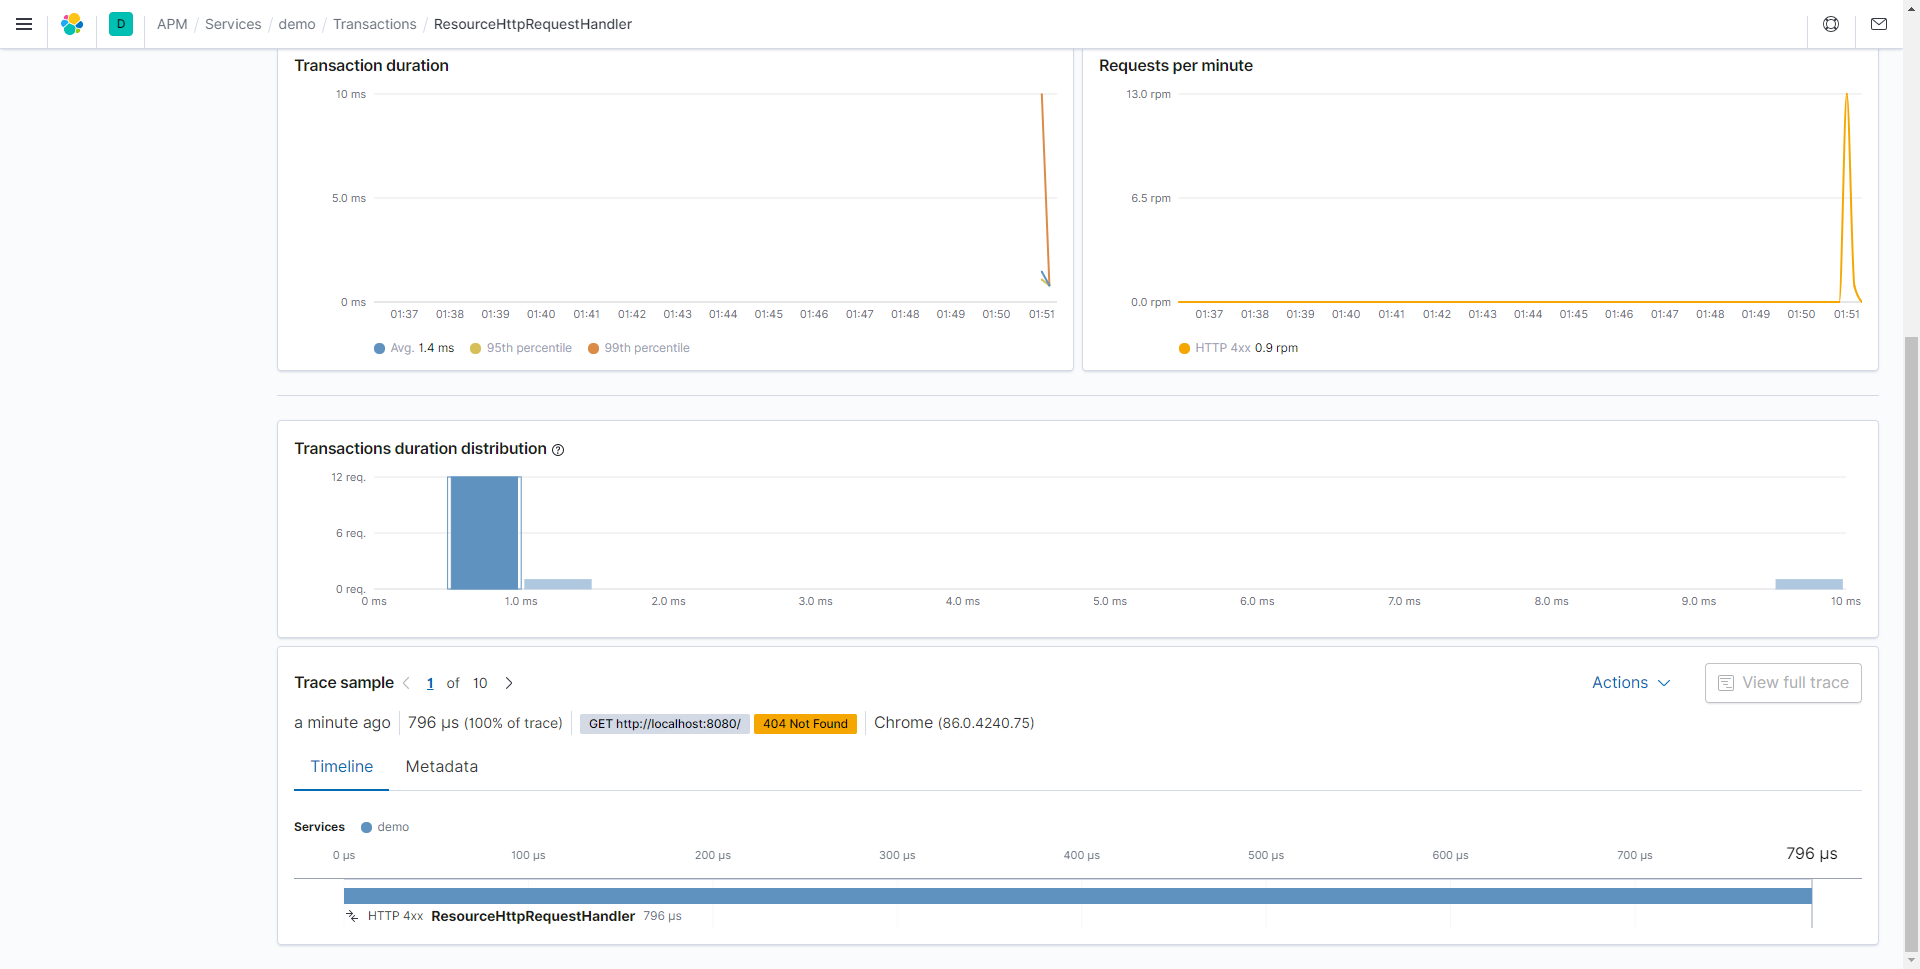 D APM / Services / demo / Transactions / ResourceHttpRequestHandler
Transaction duration
10 ms
5.0 ms
0 ms
01:37 01:38 01:39 01:40 01:41 01:42 01:43 01:44 01:45 01:46 01:47 01:48 01:49 01:50 01:51
Avg. 1.4 ms 95th percentile 99th percentile
Requests per minute
13.0 rpm
6.5 rpm
0.0 rpm
01:37 01:38 01:39 01:40 01:41 01:42 01:43 01:44 01:45 01:46 01:47 01:48 01:49 01:50 01:51
HTTP 4xx 0.9 rpm
Transactions duration distribution
12 req.
6 req.
0 req.
0 ms 1.0 ms 2.0 ms 3.0 ms 4.0 ms 5.0 ms 6.0 ms 7.0 ms 8.0 ms 9.0 ms 10 ms
Trace sample 1 of 10 Actions View full trace
a minute ago 796 µs (100% of trace) GET http://localhost:8080/ 404 Not Found Chrome (86.0.4240.75)
Timeline Metadata
Services demo
0 µs 100 µs 200 µs 300 µs 400 µs 500 µs 600 µs 700 µs 796 µs
HTTP 4xx ResourceHttpRequestHandler 796 µs